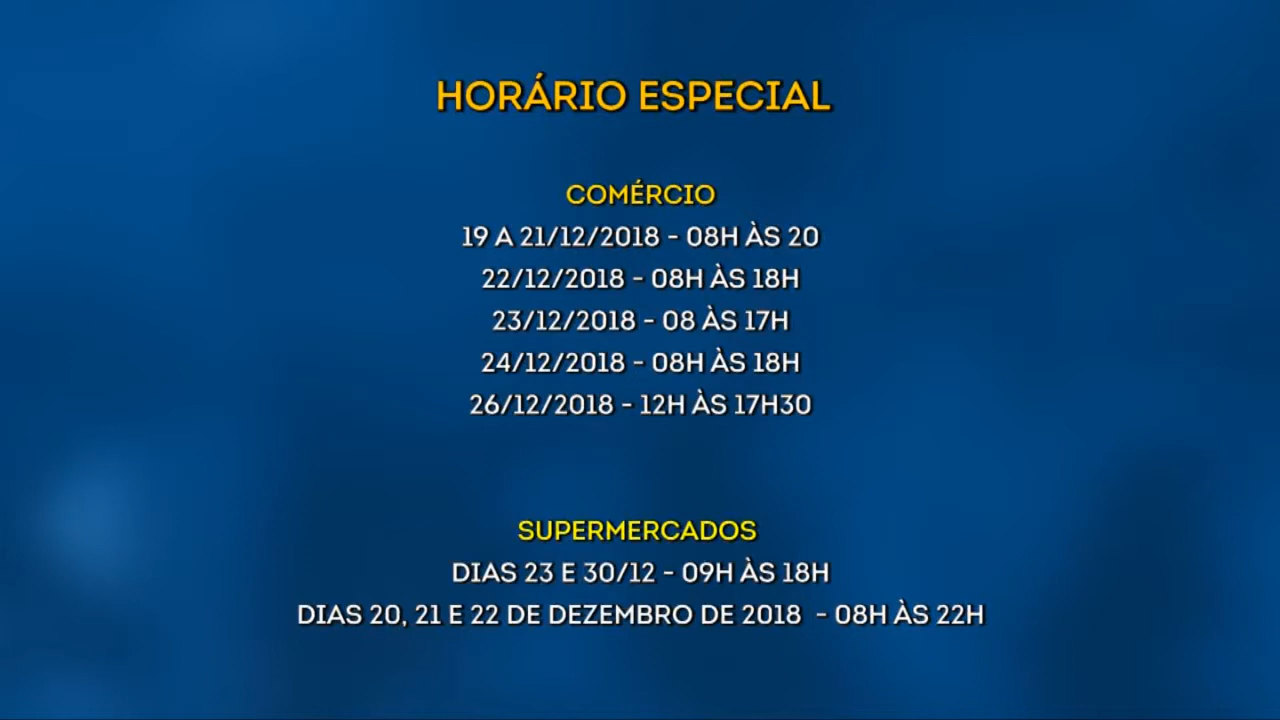 HORÁRIO ESPECIAL
COMÉRCIO
19 A 21/12/2018 - 08H ÀS 20
22/12/2018 - 08H ÀS 18H
23/12/2018 - 08 ÀS 17H
24/12/2018 - 08H ÀS 18H
26/12/2018 - 12H ÀS 17H30
SUPERMERCADOS
DIAS 23 E 30/12 - 09H ÀS 18H
DIAS 20, 21 E 22 DE DEZEMBRO DE 2018 - 08H ÀS 22H